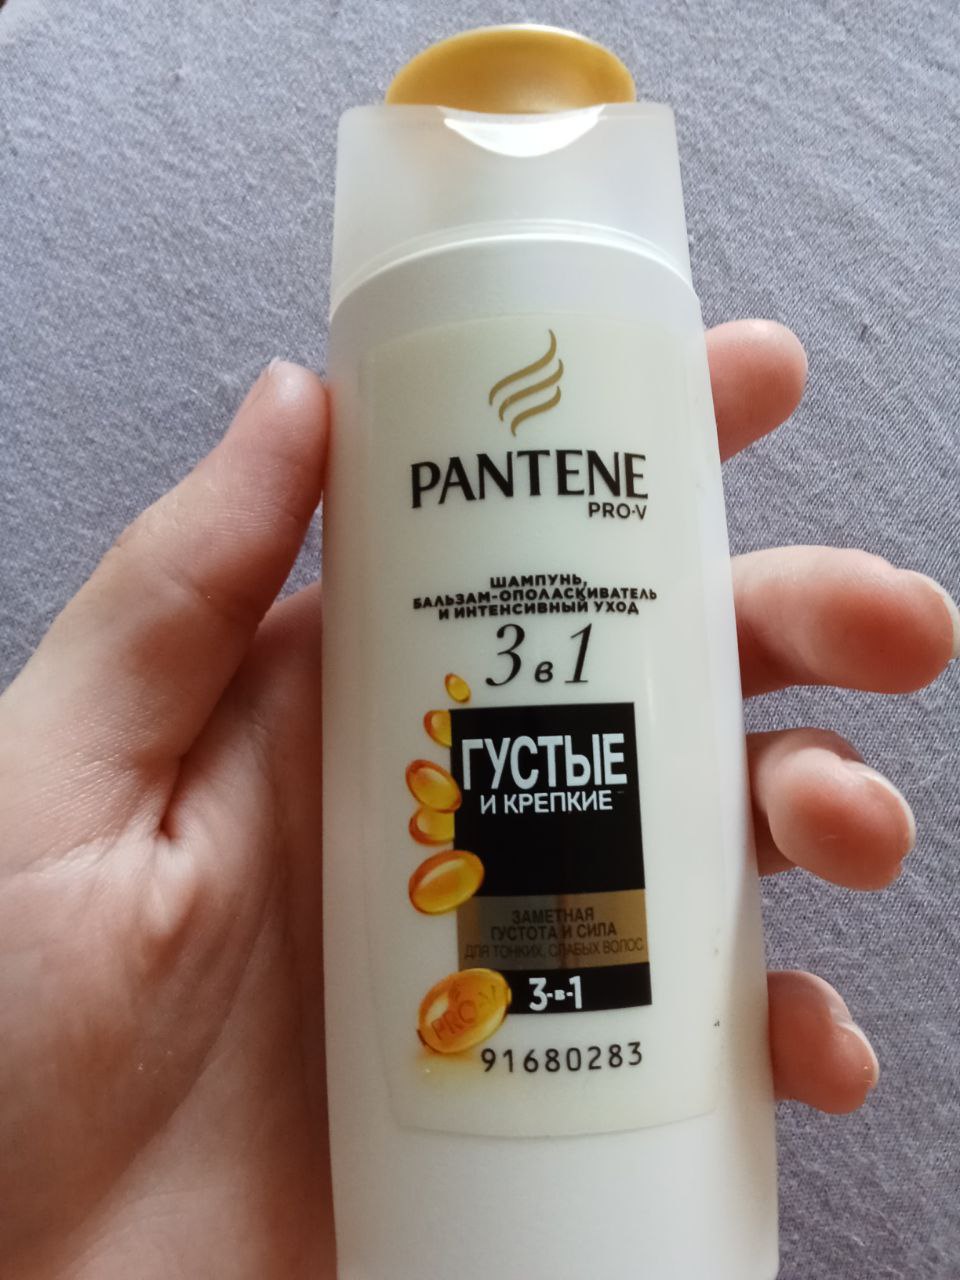 PANTENE
PRO-V
ШАМПУНЬ,
БАЛЬЗАМ-ОПОЛАСКИВАТЕЛЬ
И ИНТЕНСИВНЫЙ УХОД
3 в 1
ГУСТЫЕ
И КРЕПКИЕ
ЗАМЕТНАЯ
ГУСТОТА И СИЛА
ДЛЯ ТОНКИХ, СЛАБЫХ ВОЛОС
3-в-1
PRO-V
91680283